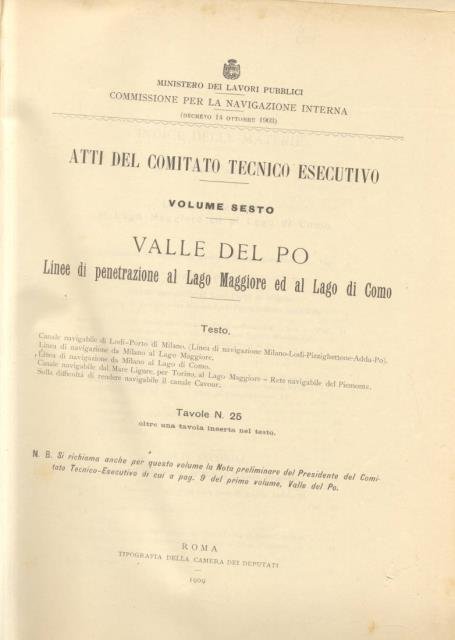 MINISTERO DEI LAVORI PUBBLICI
COMMISSIONE PER LA NAVIGAZIONE INTERNA
(DECRETO 14 OTTOBRE 1903)
ATTI DEL COMITATO TECNICO ESECUTIVO
VOLUME SESTO
VALLE DEL PO
Linee di penetrazione al Lago Maggiore ed al Lago di Como
Testo.
Canale navigabile di Lodi-Porto di Milano. (Linea di navigazione Milano-Lodi-Pizzighettone-Adda-Po).
Linea di navigazione da Milano al Lago Maggiore.
Linea di navigazione da Milano al Lago di Como.
Canale navigabile dal Mare Ligure, per Torino, al Lago Maggiore - Rete navigabile del Piemonte.
Sulla difficoltà di rendere navigabile il canale Cavour.
Tavole N. 25
oltre una tavola inserta nel testo.
N. B. Si richiama anche per questo volume la Nota preliminare del Presidente del Comi-
tato Tecnico-Esecutivo di cui a pag. 9 del primo volume, Valle del Po.
ROMA
TIPOGRAFIA DELLA CAMERA DEI DEPUTATI
1909